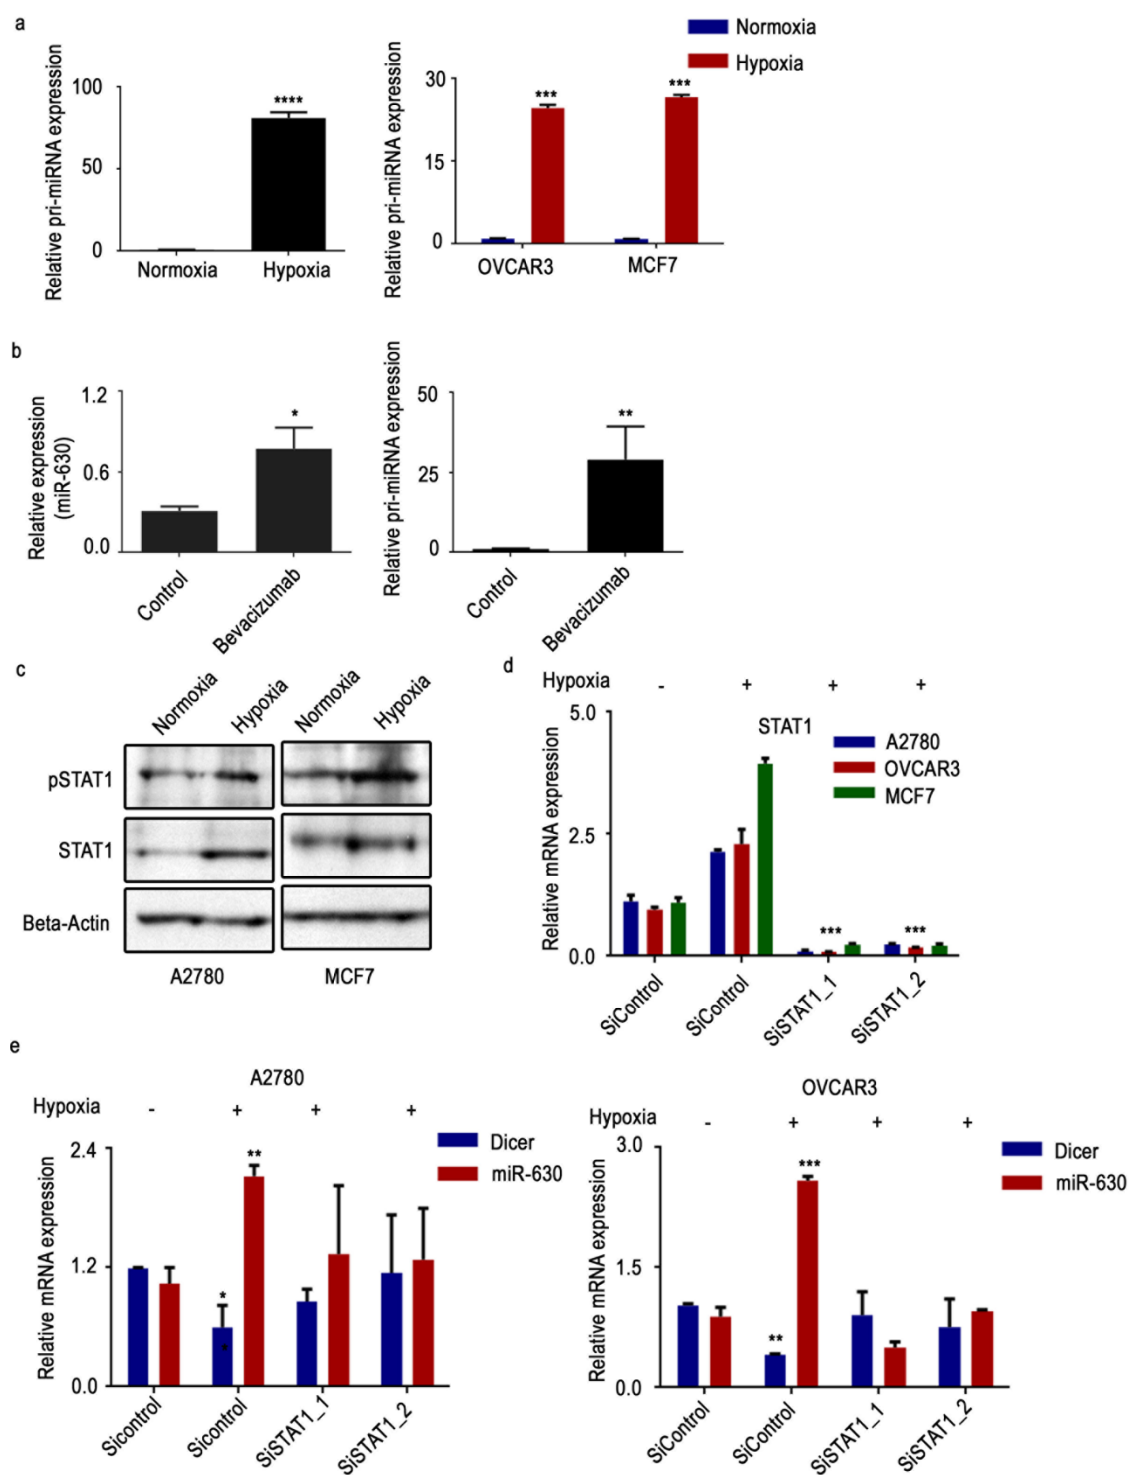 a
Normoxia
Hypoxia
Relative pri-miRNA expression
100
50
0
****
Normoxia Hypoxia
Relative pri-miRNA expression
30
15
0
*** ***
OVCAR3 MCF7
b
Relative expression
(miR-630)
1.2
0.6
0.0
*
Control Bevacizumab
Relative pri-miRNA expression
50
25
0
**
Control Bevacizumab
c
Normoxia Hypoxia Normoxia Hypoxia
pSTAT1
STAT1
Beta-Actin
A2780 MCF7
d
Hypoxia - + + +
STAT1
A2780
OVCAR3
MCF7
Relative mRNA expression
5.0
2.5
0.0
*** ***
SiControl SiControl SiSTAT1_1 SiSTAT1_2
e
A2780
Hypoxia - + + +
Dicer
miR-630
Relative mRNA expression
2.4
1.2
0.0
* **
Sicontrol Sicontrol SiSTAT1_1 SiSTAT1_2
OVCAR3
Hypoxia - + + +
Dicer
miR-630
Relative mRNA expression
3.0
1.5
0.0
** ***
SiControl SiControl SiSTAT1_1 SiSTAT1_2